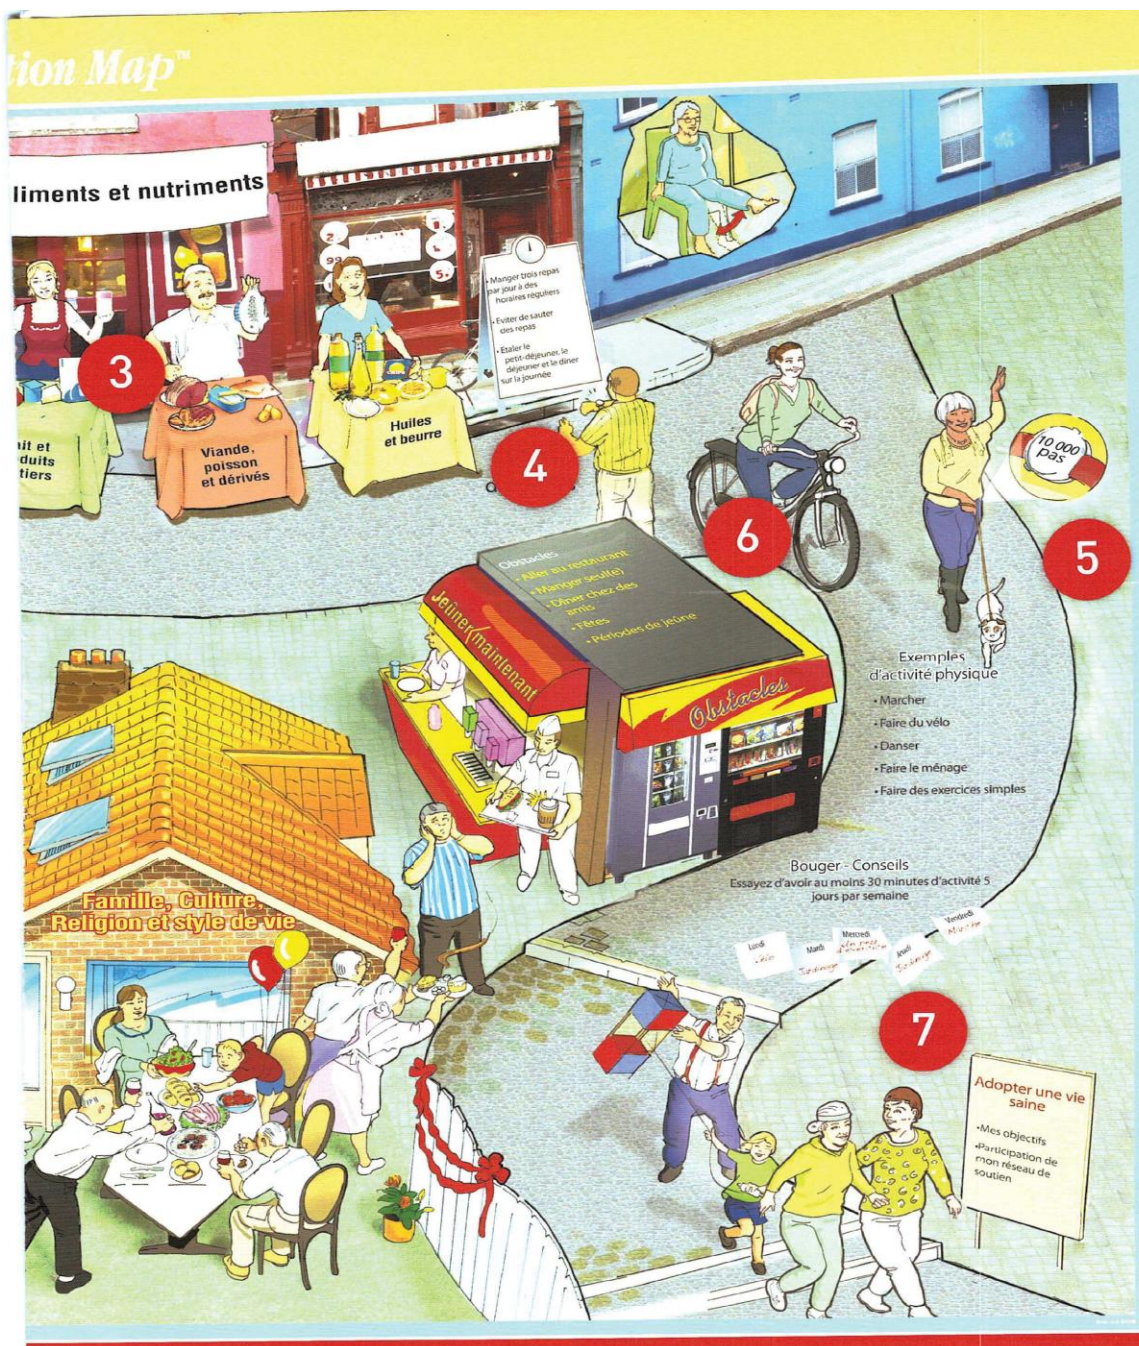 tion Map™
liments et nutriments
• Manger trois repas
par jour à des
horaires réguliers
• Eviter de sauter
des repas
• Etaler le
petit-déjeuner, le
déjeuner et le dîner
sur la journée
3
ait et
duits
tiers
Viande,
poisson
et dérivés
Huiles
et beurre
4
10 000
pas
5
6
Obstacles
• Aller au restaurant
• Manger seul(e)
• Dîner chez des
amis
• Fêtes
• Périodes de jeûne
Jeûner/maintenant
Obstacles
Exemples
d'activité physique
• Marcher
• Faire du vélo
• Danser
• Faire le ménage
• Faire des exercices simples
Bouger - Conseils
Essayez d'avoir au moins 30 minutes d'activité 5
jours par semaine
Lundi
Vélo
Mardi
Jardinage
Mercredi
Jeudi
Jardinage
Vendredi
Marche
Famille, Culture,
Religion et style de vie
7
Adopter une vie
saine
• Mes objectifs
• Participation de
mon réseau de
soutien